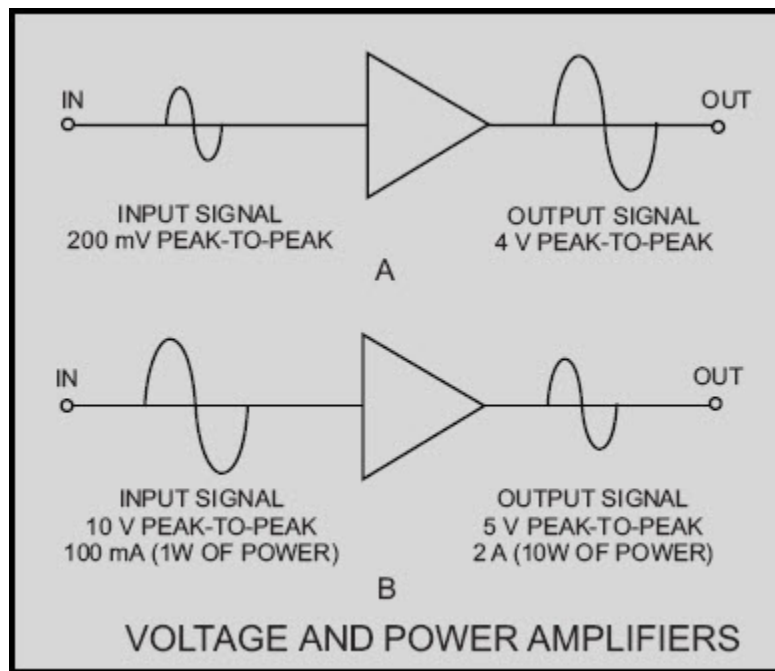 IN
OUT
INPUT SIGNAL
200 mV PEAK-TO-PEAK
OUTPUT SIGNAL
4 V PEAK-TO-PEAK
A
IN
OUT
INPUT SIGNAL
10 V PEAK-TO-PEAK
100 mA (1W OF POWER)
OUTPUT SIGNAL
5 V PEAK-TO-PEAK
2 A (10W OF POWER)
B
VOLTAGE AND POWER AMPLIFIERS